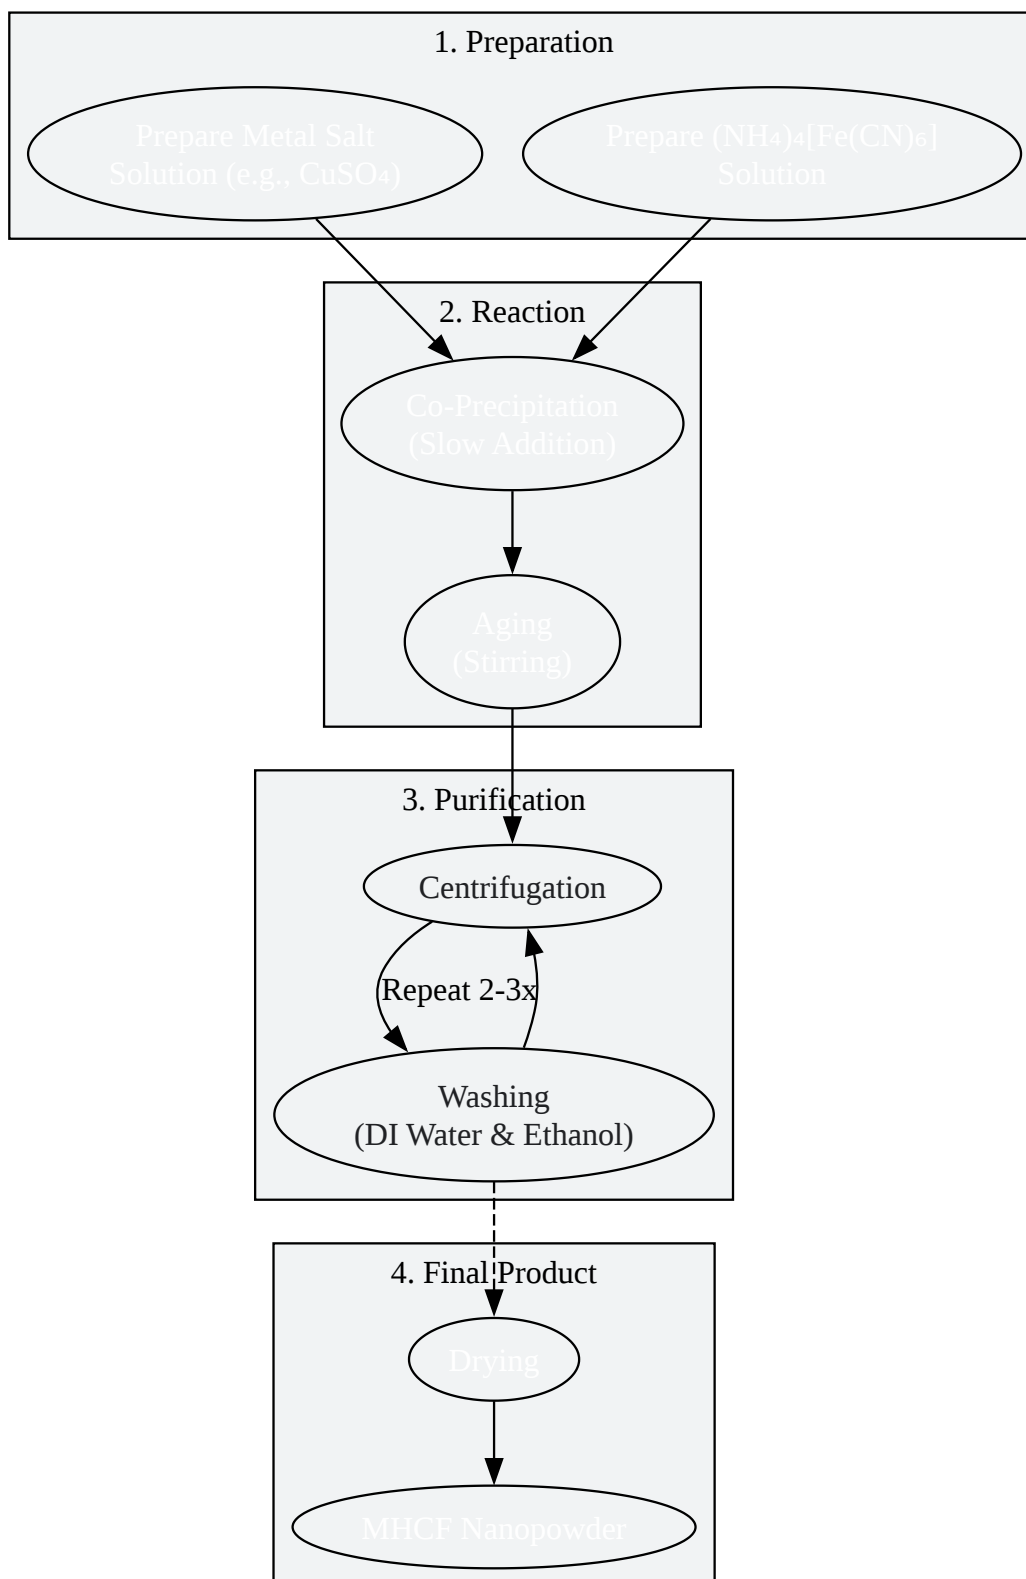 1. Preparation
Prepare Metal Salt
Solution (e.g., CuSO₄)
Prepare (NH₄)₄[Fe(CN)₆]
Solution
2. Reaction
Co-Precipitation
(Slow Addition)
Aging
(Stirring)
3. Purification
Centrifugation
Repeat 2-3x
Washing
(DI Water & Ethanol)
4. Final Product
Drying
MHCF Nanopowder